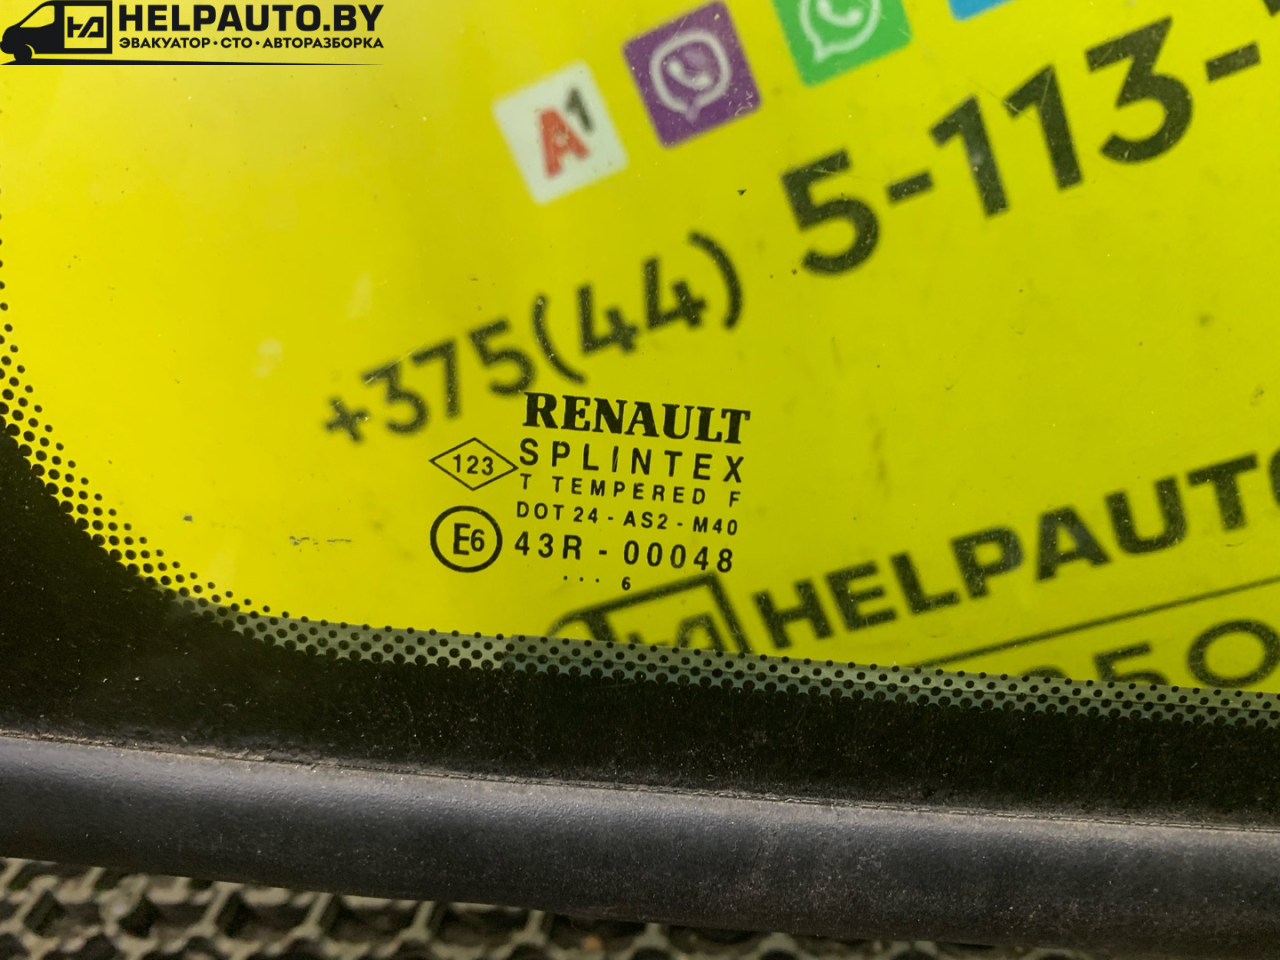 HELPAUTO.BY
ЭВАКУАТОР · СТО · АВТОРАЗБОРКА
A1
+375(44) 5-113-
RENAULT
123
SPLINTEX
T TEMPERED F
DOT 24 - AS2 - M40
E6
43R - 00048
... 6
HELPAUTO